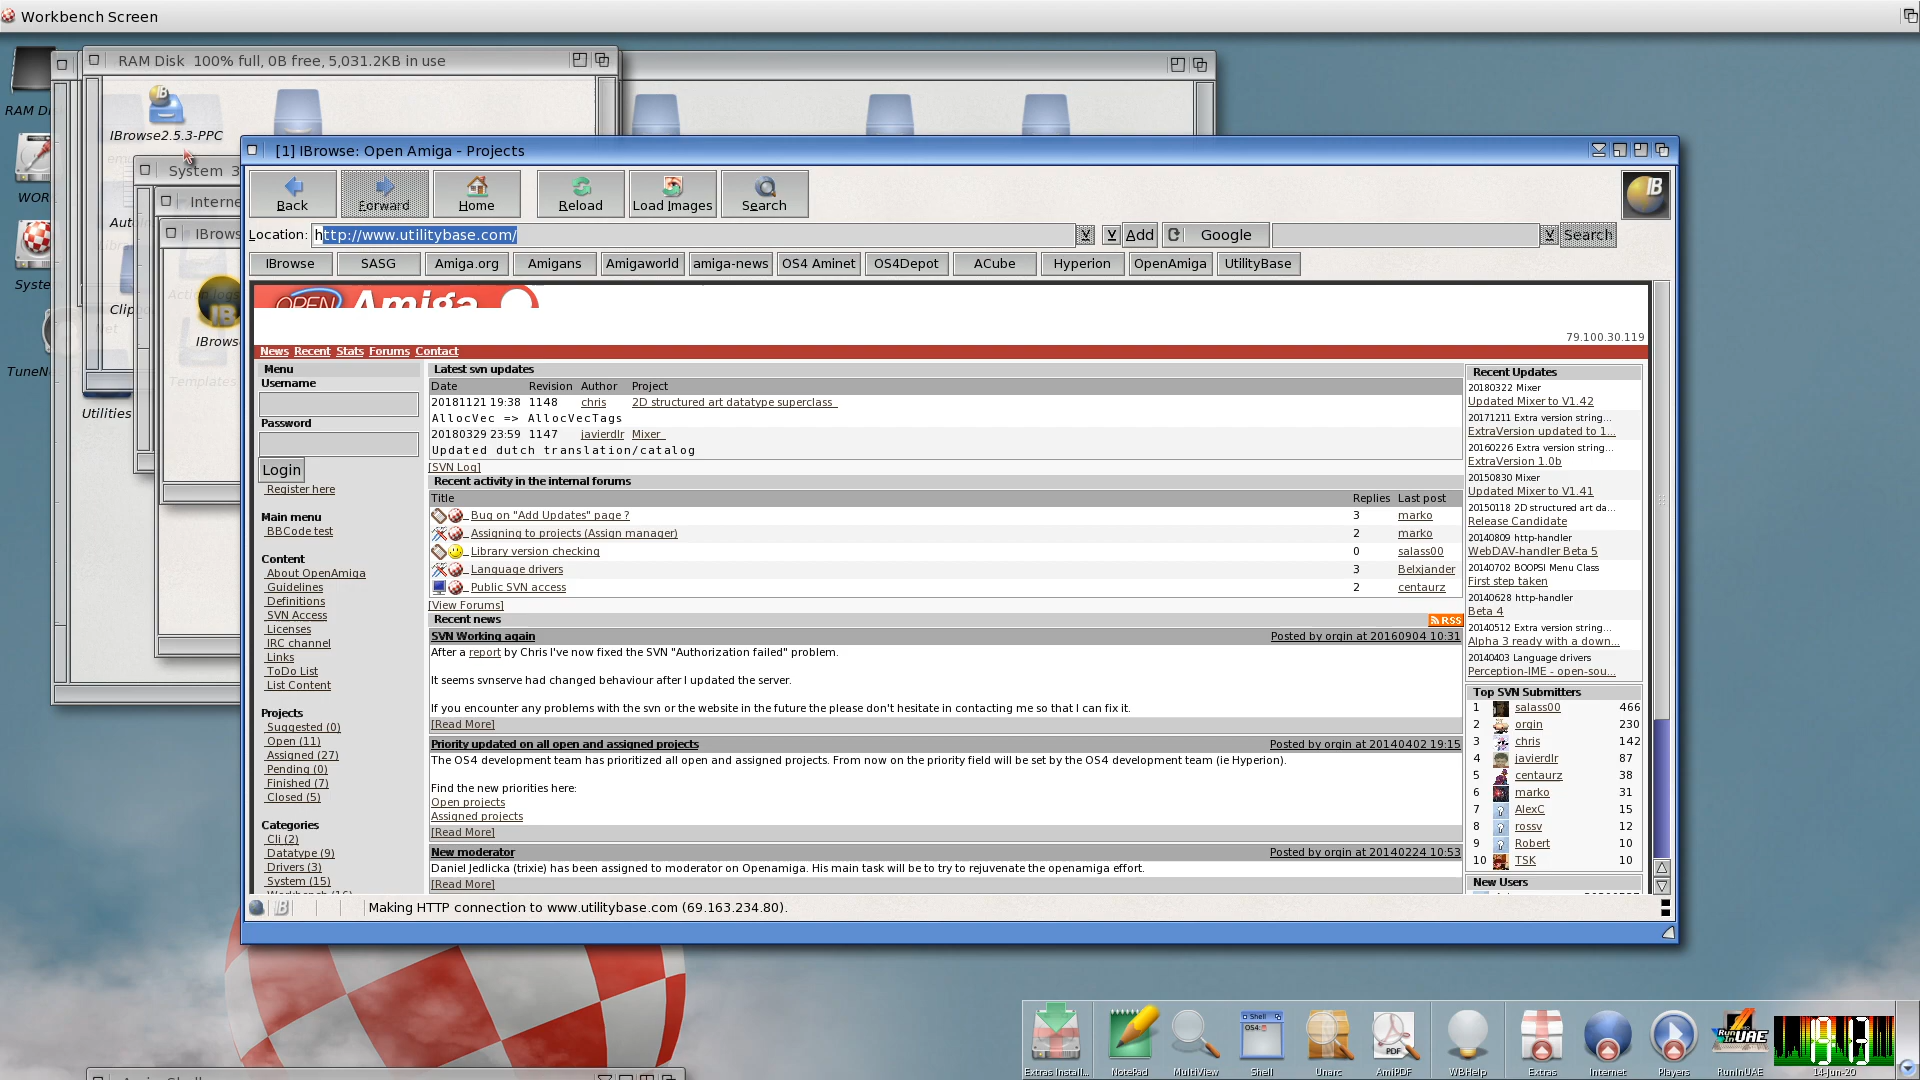 Workbench Screen
RAM Disk  100% full, 0B free, 5,031.2KB in use
IBrowse2.5.3-PPC
System  3
Interne
IBrows
IBrows
Utilities
[1] IBrowse: Open Amiga - Projects
Back
Forward
Home
Reload
Load Images
Search
Location: http://www.utilitybase.com/
Add
Google
Search
IBrowse
SASG
Amiga.org
Amigans
Amigaworld
amiga-news
OS4 Aminet
OS4Depot
ACube
Hyperion
OpenAmiga
UtilityBase
OPEN Amiga
79.100.30.119
News Recent Stats Forums Contact
Menu
Username
Password
Login
Register here
Main menu
BBCode test
Content
About OpenAmiga
Guidelines
Definitions
SVN Access
Licenses
IRC channel
Links
ToDo List
List Content
Projects
Suggested (0)
Open (11)
Assigned (27)
Pending (0)
Finished (7)
Closed (5)
Categories
Cli (2)
Datatype (9)
Drivers (3)
System (15)
Latest svn updates
Date Revision Author Project
20181121 19:38 1148 chris 2D structured art datatype superclass
AllocVec => AllocVecTags
20180329 23:59 1147 javierdlr Mixer
Updated dutch translation/catalog
[SVN Log]
Recent activity in the internal forums
Title Replies Last post
Bug on "Add Updates" page ? 3 marko
Assigning to projects (Assign manager) 2 marko
Library version checking 0 salass00
Language drivers 3 Belxjander
Public SVN access 2 centaurz
[View Forums]
Recent news
RSS
SVN Working again Posted by orgin at 20160904 10:31
After a report by Chris I've now fixed the SVN "Authorization failed" problem.
It seems svnserve had changed behaviour after I updated the server.
If you encounter any problems with the svn or the website in the future the please don't hesitate in contacting me so that I can fix it.
[Read More]
Priority updated on all open and assigned projects Posted by orgin at 20140402 19:15
The OS4 development team has prioritized all open and assigned projects. From now on the priority field will be set by the OS4 development team (ie Hyperion).
Find the new priorities here:
Open projects
Assigned projects
[Read More]
New moderator Posted by orgin at 20140224 10:53
Daniel Jedlicka (trixie) has been assigned to moderator on Openamiga. His main task will be to try to rejuvenate the openamiga effort.
[Read More]
Recent Updates
20180322 Mixer
Updated Mixer to V1.42
20171211 Extra version string...
ExtraVersion updated to 1...
20160226 Extra version string...
ExtraVersion 1.0b
20150830 Mixer
Updated Mixer to V1.41
20150118 2D structured art da...
Release Candidate
20140809 http-handler
WebDAV-handler Beta 5
20140702 BOOPSI Menu Class
First step taken
20140628 http-handler
Beta 4
20140512 Extra version string...
Alpha 3 ready with a down...
20140403 Language drivers
Perception-IME - open-sou...
Top SVN Submitters
1 salass00 466
2 orgin 230
3 chris 142
4 javierdlr 87
5 centaurz 38
6 marko 31
7 AlexC 15
8 rossv 12
9 Robert 10
10 TSK 10
New Users
Making HTTP connection to www.utilitybase.com (69.163.234.80).
Extras Install...
NotePad
MultiView
Shell
Unarc
AmiPDF
WBHelp
Extras
Internet
Players
RunInUAE
14-Jun-20